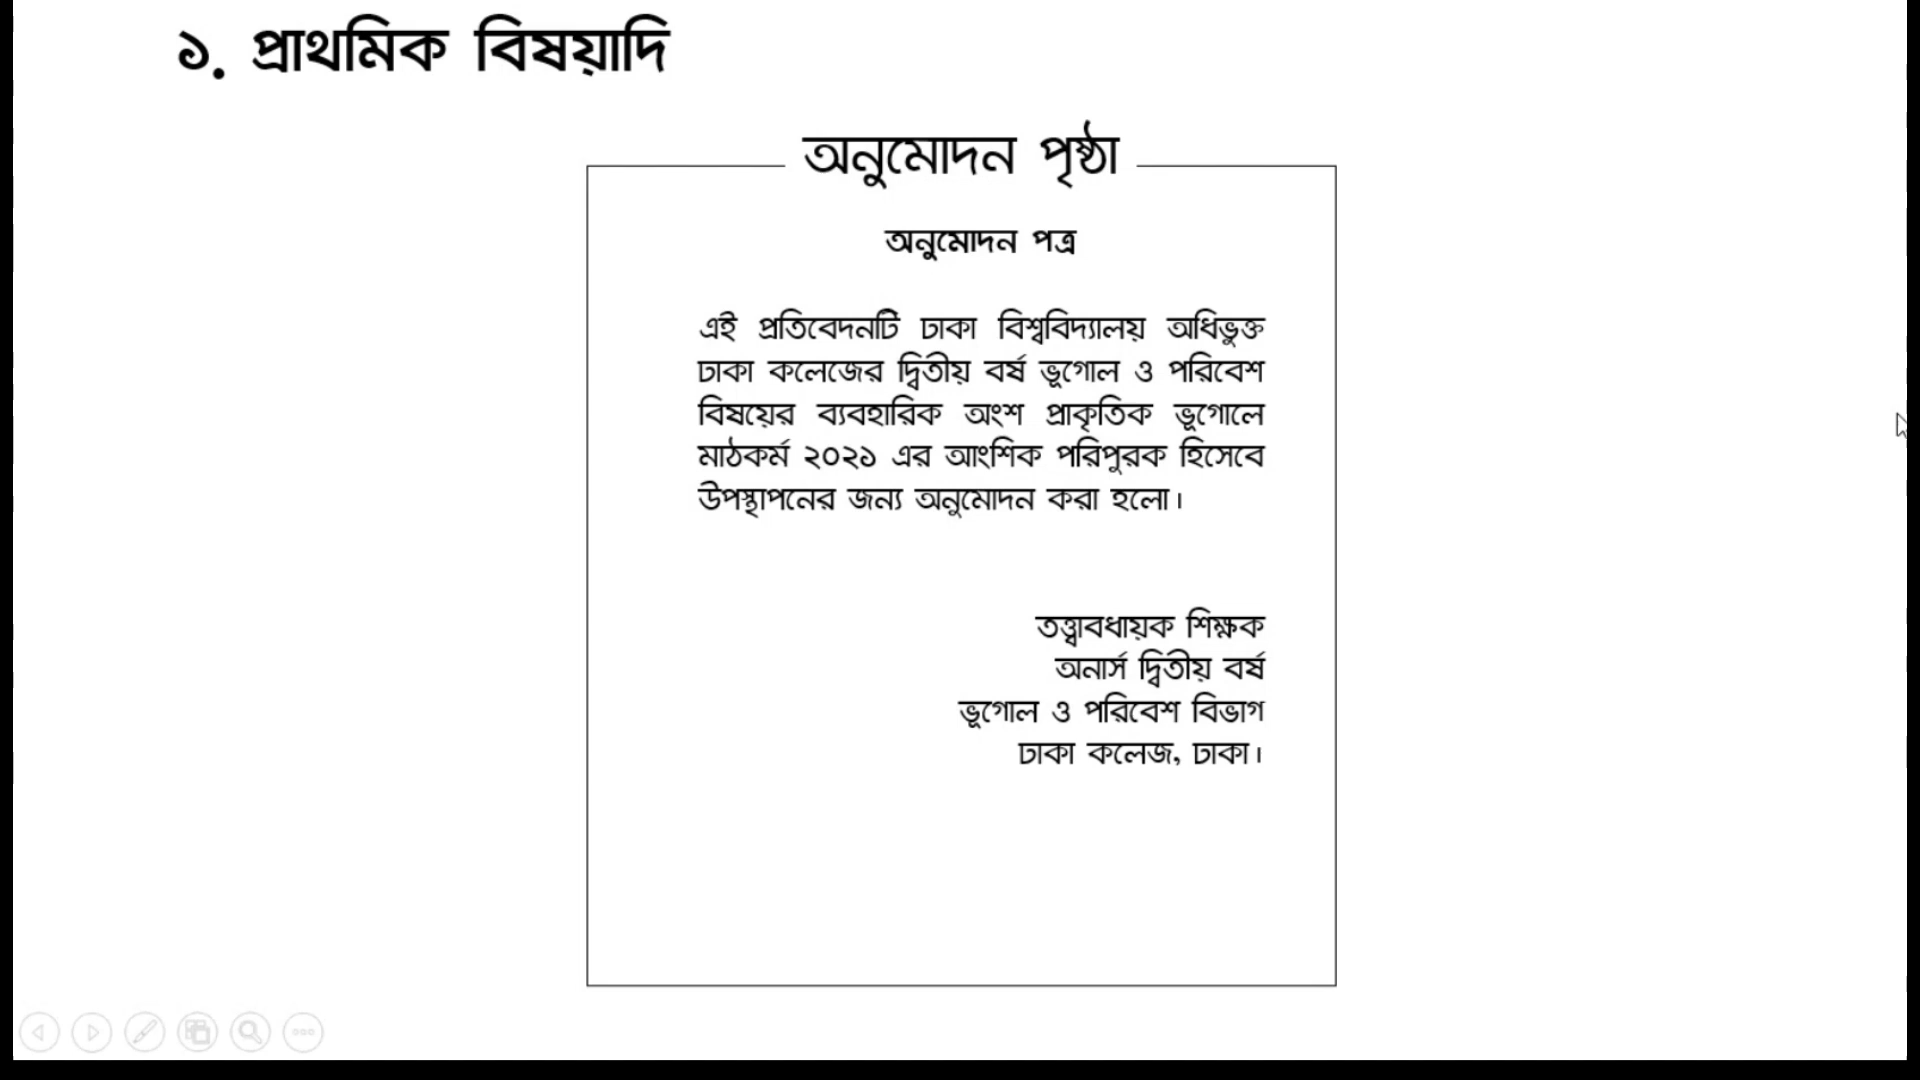 ১. প্রাথমিক বিষয়াদি
অনুমোদন পৃষ্ঠা
অনুমোদন পত্র
এই প্রতিবেদনটি ঢাকা বিশ্ববিদ্যালয় অধিভুক্ত
ঢাকা কলেজের দ্বিতীয় বর্ষ ভূগোল ও পরিবেশ
বিষয়ের ব্যবহারিক অংশ প্রাকৃতিক ভূগোলে
মাঠকর্ম ২০২১ এর আংশিক পরিপুরক হিসেবে
উপস্থাপনের জন্য অনুমোদন করা হলো।
তত্ত্বাবধায়ক শিক্ষক
অনার্স দ্বিতীয় বর্ষ
ভূগোল ও পরিবেশ বিভাগ
ঢাকা কলেজ, ঢাকা।